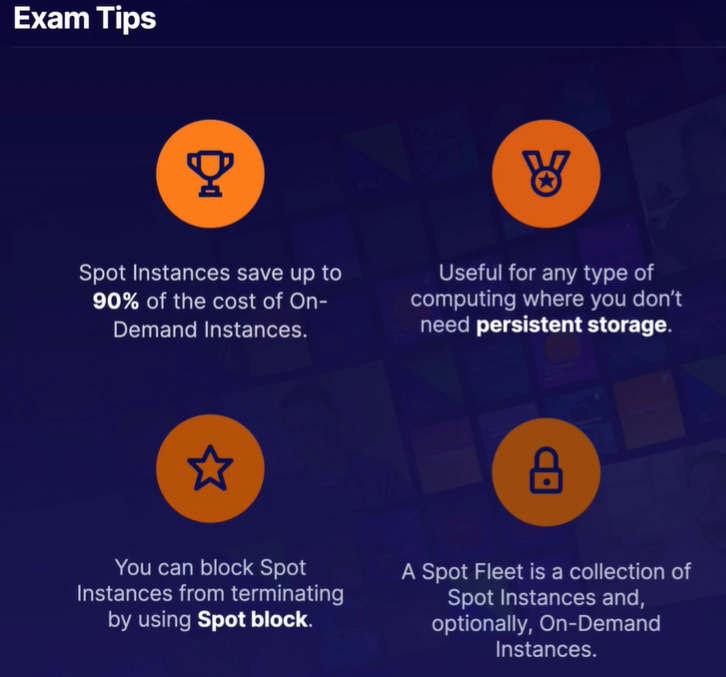 Exam Tips
Spot Instances save up to
90% of the cost of On-
Demand Instances.
Useful for any type of
computing where you don't
need persistent storage.
You can block Spot
Instances from terminating
by using Spot block.
A Spot Fleet is a collection of
Spot Instances and,
optionally, On-Demand
Instances.